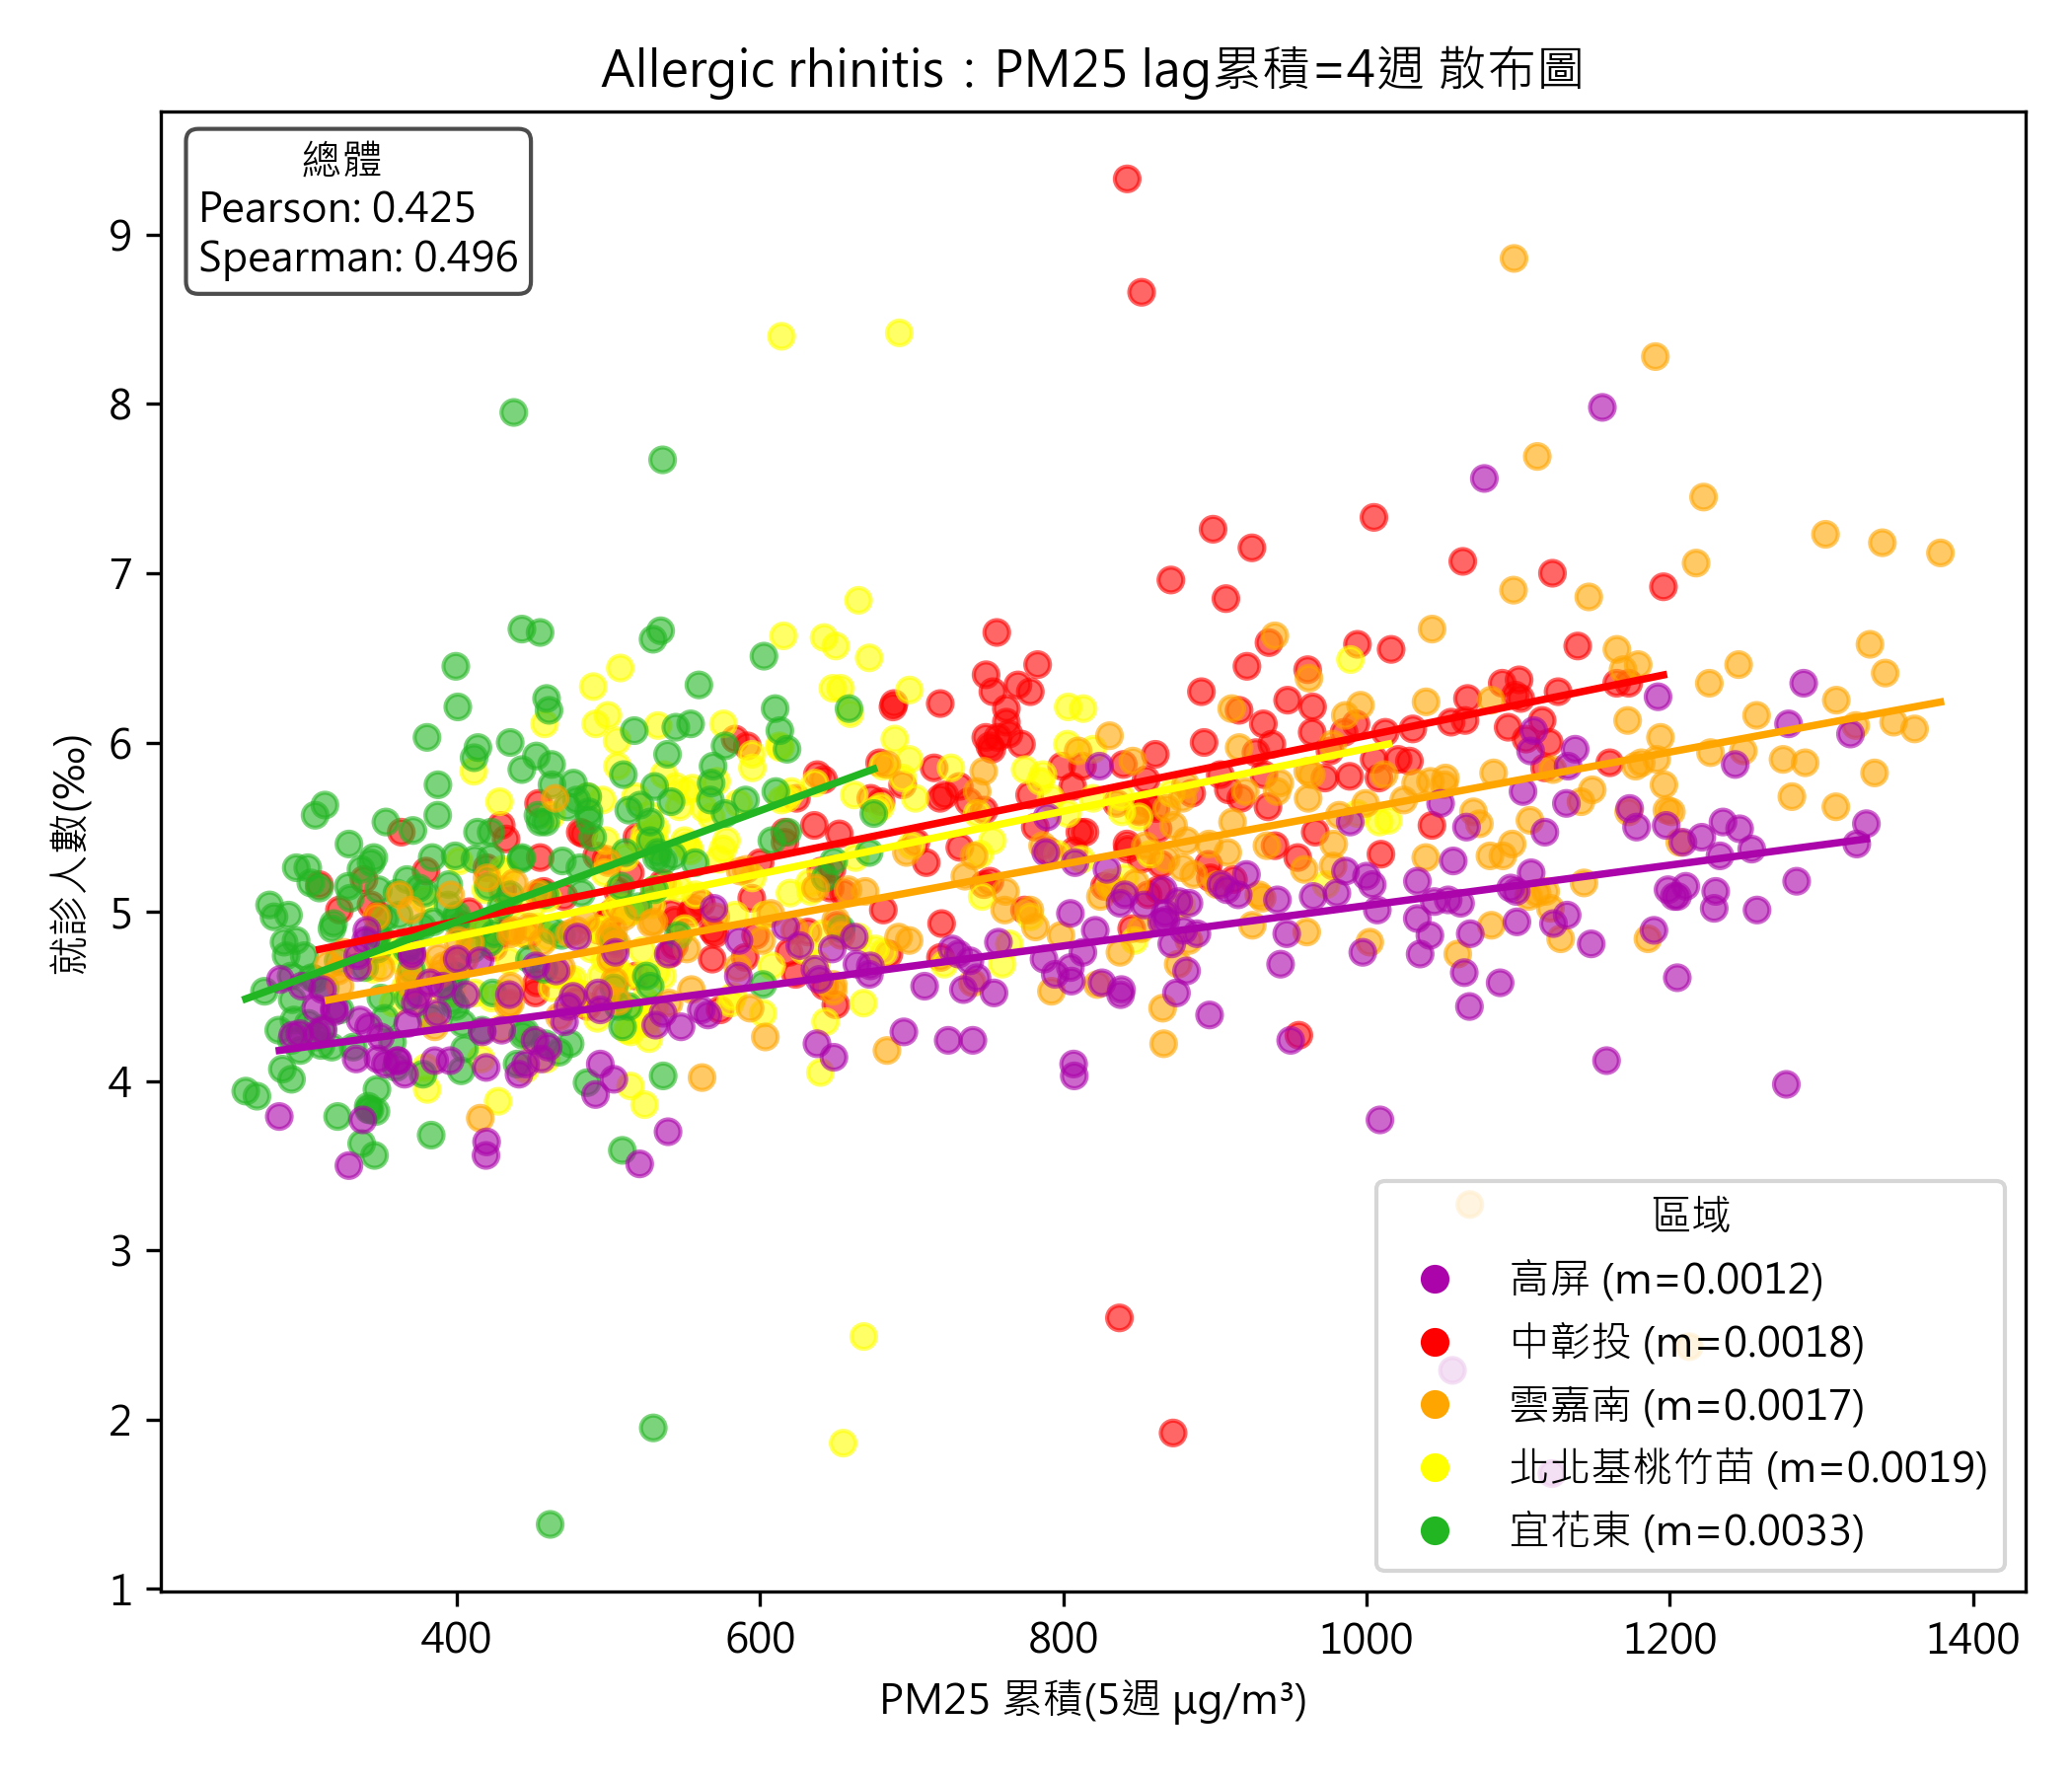 Allergic rhinitis：PM25 lag累積=4週 散布圖
總體
Pearson: 0.425
Spearman: 0.496
就診人數(‰)
9
8
7
6
5
4
3
2
1
區域
高屏 (m=0.0012)
中彰投 (m=0.0018)
雲嘉南 (m=0.0017)
北北基桃竹苗 (m=0.0019)
宜花東 (m=0.0033)
400 600 800 1000 1200 1400
PM25 累積(5週 µg/m³)